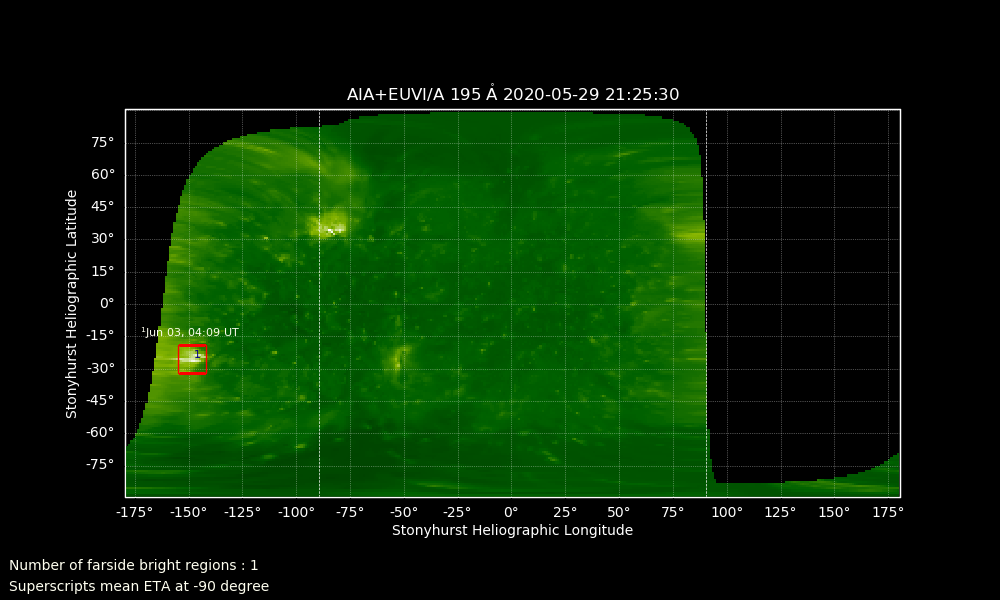 AIA+EUVI/A 195 Å 2020-05-29 21:25:30
Stonyhurst Heliographic Latitude
75°
60°
45°
30°
15°
0°
-15°
-30°
-45°
-60°
-75°
¹Jun 03, 04:09 UT
1
-175° -150° -125° -100° -75° -50° -25° 0° 25° 50° 75° 100° 125° 150° 175°
Stonyhurst Heliographic Longitude
Number of farside bright regions : 1
Superscripts mean ETA at -90 degree